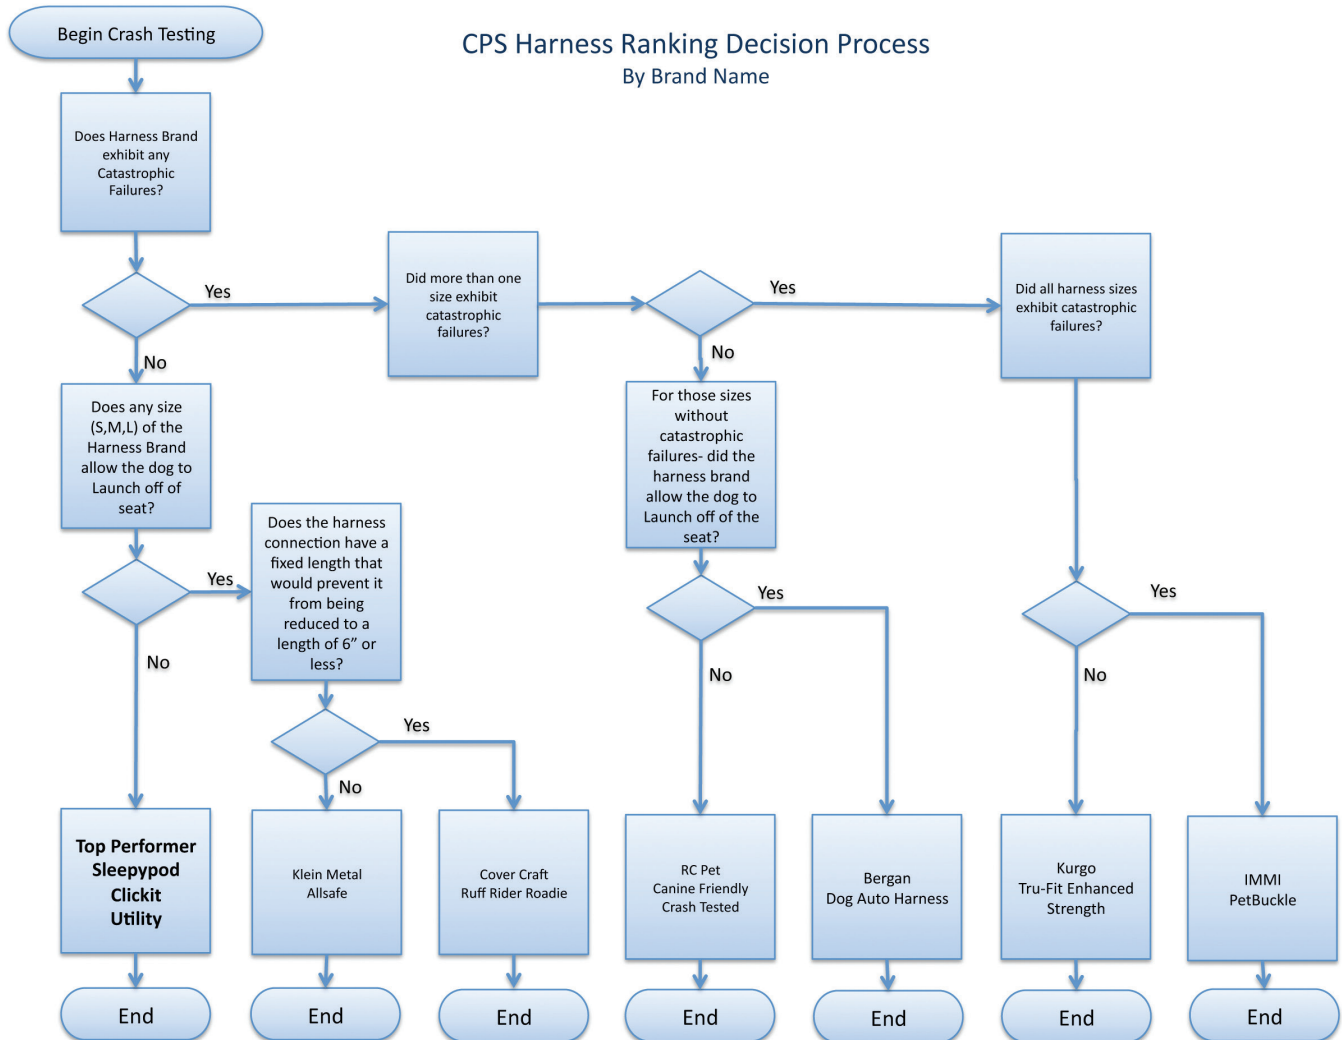 Begin Crash Testing
CPS Harness Ranking Decision Process
By Brand Name
Does Harness Brand
exhibit any
Catastrophic
Failures?
Yes
Did more than one
size exhibit
catastrophic
failures?
Yes
Did all harness sizes
exhibit catastrophic
failures?
No
No
Does any size
(S,M,L) of the
Harness Brand
allow the dog to
Launch off of
seat?
For those sizes
without
catastrophic
failures- did the
harness brand
allow the dog to
Launch off of the
seat?
Yes
Does the harness
connection have a
fixed length that
would prevent it
from being
reduced to a
length of 6” or
less?
Yes
Yes
No
No
No
Yes
No
Top Performer
Sleepypod
Clickit
Utility
Klein Metal
Allsafe
Cover Craft
Ruff Rider Roadie
RC Pet
Canine Friendly
Crash Tested
Bergan
Dog Auto Harness
Kurgo
Tru-Fit Enhanced
Strength
IMMI
PetBuckle
End
End
End
End
End
End
End